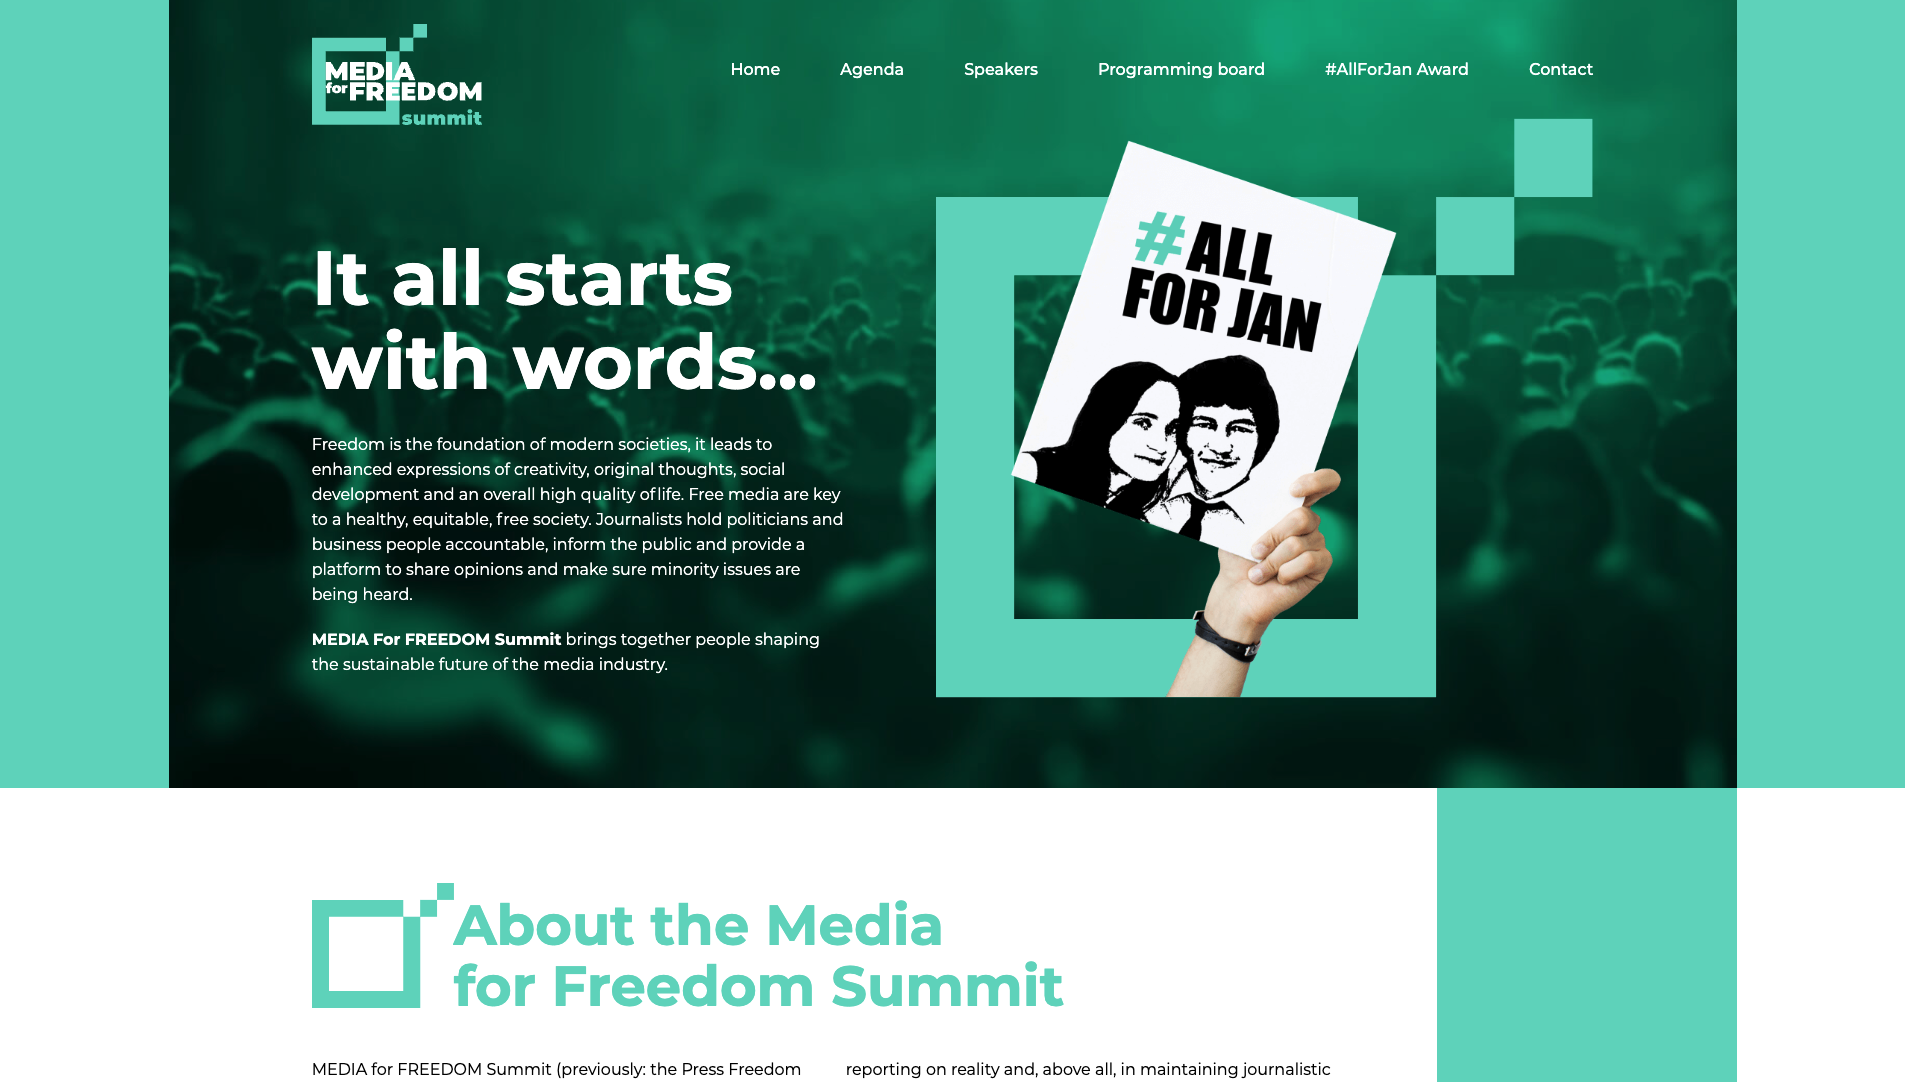 MEDIA
for FREEDOM
summit
Home
Agenda
Speakers
Programming board
#AllForJan Award
Contact
It all starts
with words...
Freedom is the foundation of modern societies, it leads to
enhanced expressions of creativity, original thoughts, social
development and an overall high quality of life. Free media are key
to a healthy, equitable, free society. Journalists hold politicians and
business people accountable, inform the public and provide a
platform to share opinions and make sure minority issues are
being heard.
MEDIA For FREEDOM Summit brings together people shaping
the sustainable future of the media industry.
#ALL
FOR JAN
About the Media
for Freedom Summit
MEDIA for FREEDOM Summit (previously: the Press Freedom
reporting on reality and, above all, in maintaining journalistic